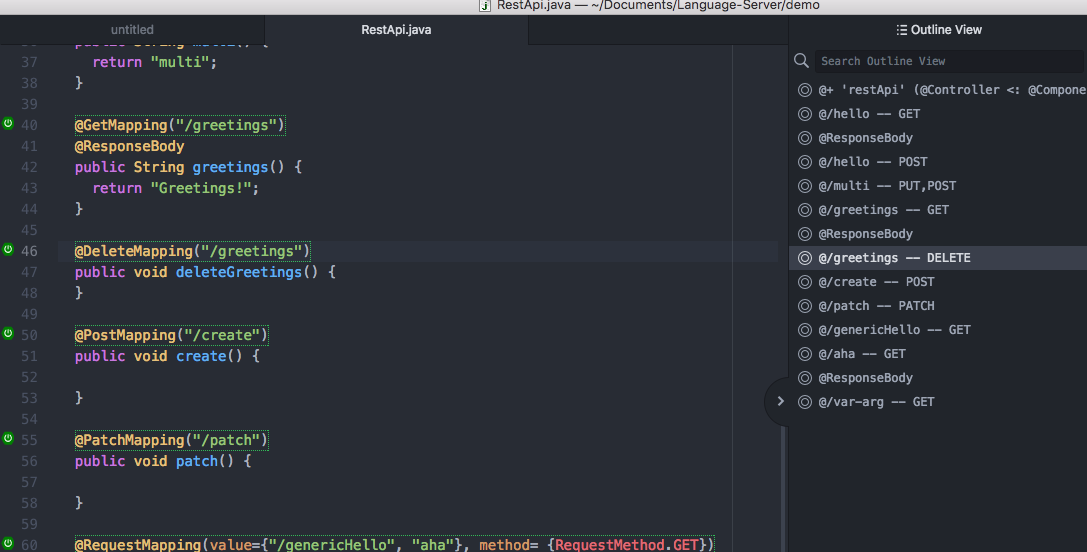 RestApi.java — ~/Documents/Language-Server/demo
untitled
RestApi.java
Outline View
Search Outline View
36 public String multi() {
37 return "multi";
38 }
39
40 @GetMapping("/greetings")
41 @ResponseBody
42 public String greetings() {
43 return "Greetings!";
44 }
45
46 @DeleteMapping("/greetings")
47 public void deleteGreetings() {
48 }
49
50 @PostMapping("/create")
51 public void create() {
52
53 }
54
55 @PatchMapping("/patch")
56 public void patch() {
57
58 }
59
60 @RequestMapping(value={"/genericHello", "aha"}, method= {RequestMethod.GET})
@+ 'restApi' (@Controller <: @Compone
@/hello -- GET
@ResponseBody
@/hello -- POST
@/multi -- PUT,POST
@/greetings -- GET
@ResponseBody
@/greetings -- DELETE
@/create -- POST
@/patch -- PATCH
@/genericHello -- GET
@/aha -- GET
@ResponseBody
@/var-arg -- GET